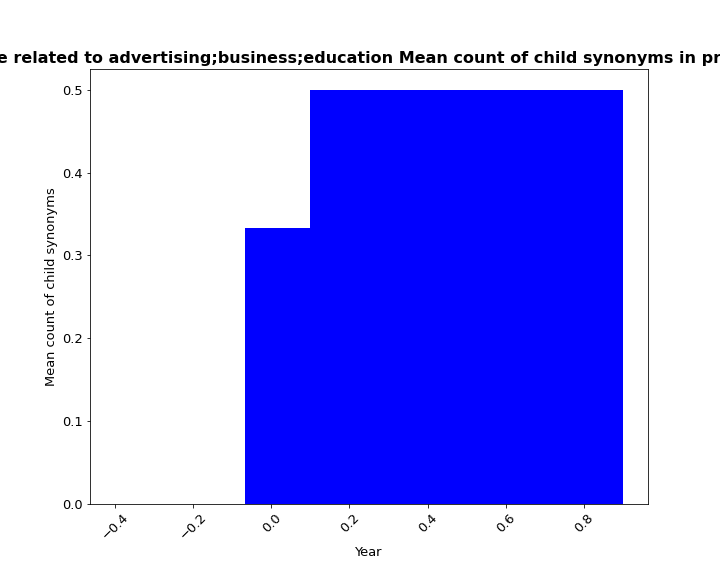 related to advertising;business;education Mean count of child synonyms in
0.5
0.4
0.3
0.2
0.1
0.0
Mean count of child synonyms
−0.4 −0.2 0.0 0.2 0.4 0.6 0.8
Year